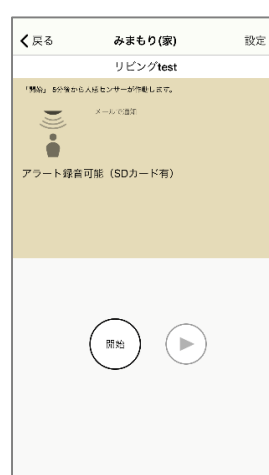 戻る みまもり(家) 設定
リビングtest
「開始」 5分後から人感センサーが作動します。
メールで通知
アラート録音可能（SDカード有）
開始